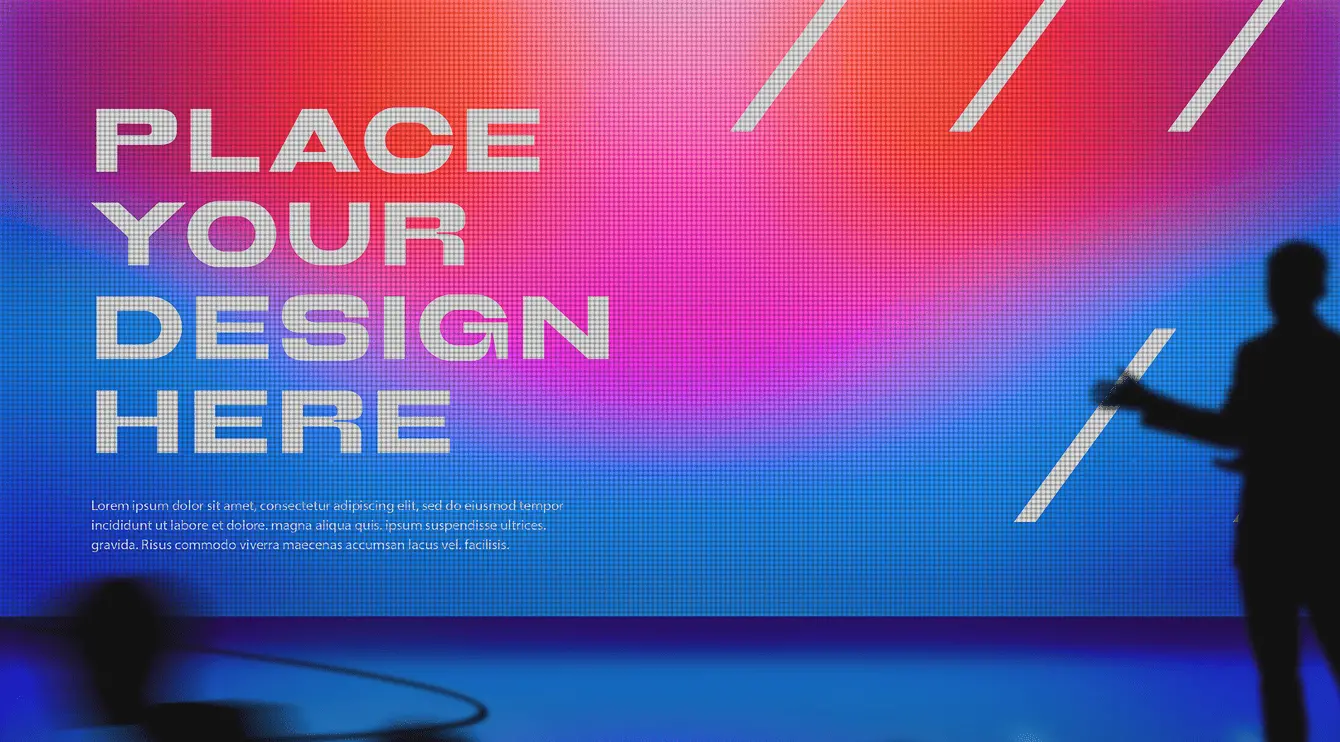 PLACE
YOUR
DESIGN
HERE
Lorem ipsum dolor sit amet, consectetur adipiscing elit, sed do eiusmod tempor
incididunt ut labore et dolore. magna aliqua quis. ipsum suspendisse ultrices.
gravida. Risus commodo viverra maecenas accumsan lacus vel. facilisis.